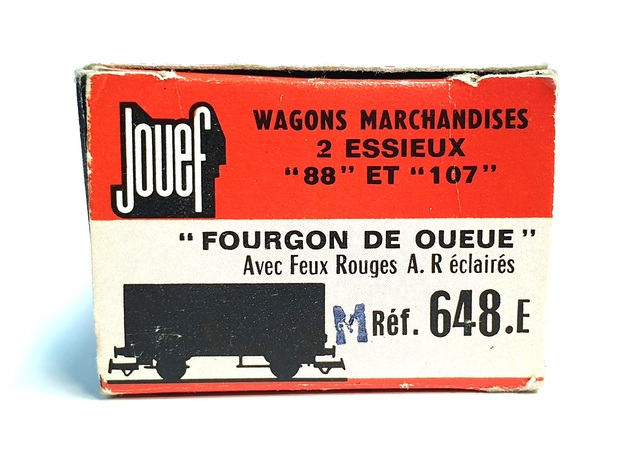 Jouef
WAGONS MARCHANDISES
2 ESSIEUX
"88" ET "107"
"FOURGON DE QUEUE"
Avec Feux Rouges A.R éclairés
M Réf. 648.E